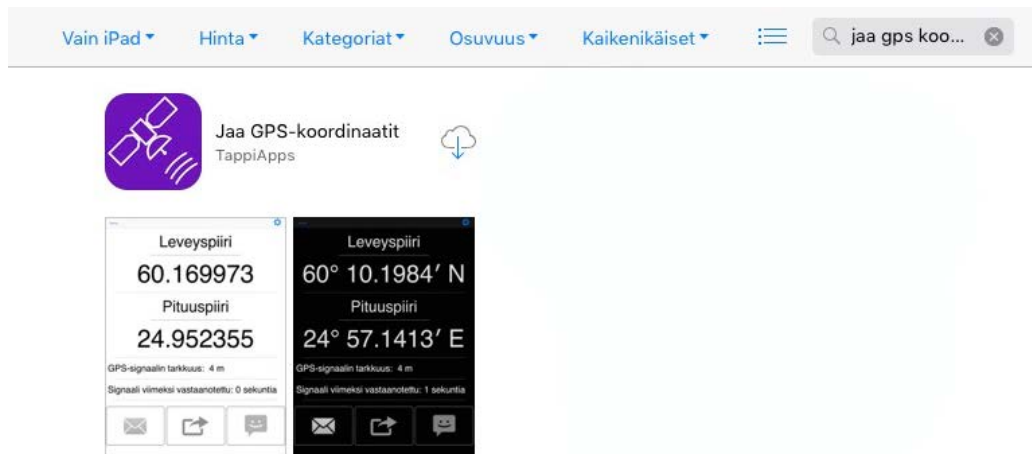 Vain iPad Hinta Kategoriat Osuvuus Kaikenikäiset jaa gps koo...
Jaa GPS-koordinaatit
TappiApps
Leveyspiiri
60.169973
Pituuspiiri
24.952355
GPS-signaalin tarkkuus: 4 m
Signaali viimeksi vastaanotettu: 0 sekuntia
Leveyspiiri
60° 10.1984′ N
Pituuspiiri
24° 57.1413′ E
GPS-signaalin tarkkuus: 4 m
Signaali viimeksi vastaanotettu: 1 sekuntia